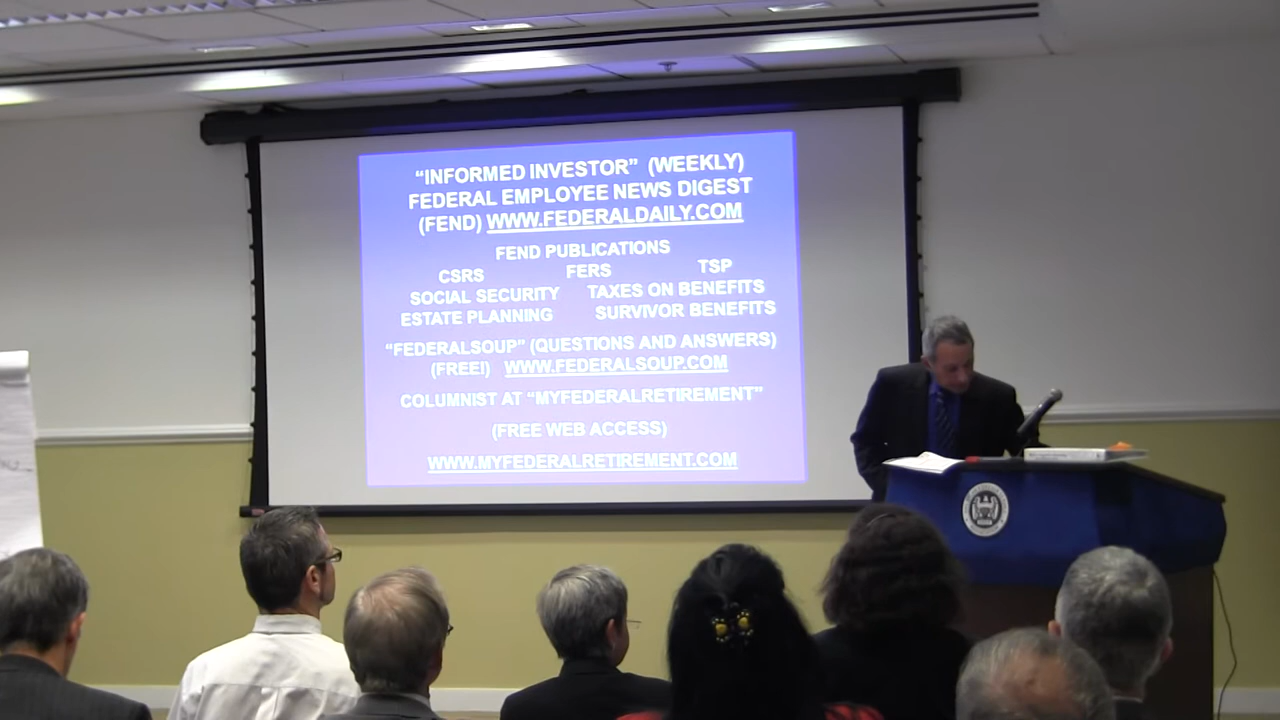 “INFORMED INVESTOR” (WEEKLY)
FEDERAL EMPLOYEE NEWS DIGEST
(FEND) WWW.FEDERALDAILY.COM
FEND PUBLICATIONS
CSRS FERS TSP
SOCIAL SECURITY TAXES ON BENEFITS
ESTATE PLANNING SURVIVOR BENEFITS
“FEDERALSOUP” (QUESTIONS AND ANSWERS)
(FREE!) WWW.FEDERALSOUP.COM
COLUMNIST AT “MYFEDERALRETIREMENT”
(FREE WEB ACCESS)
WWW.MYFEDERALRETIREMENT.COM